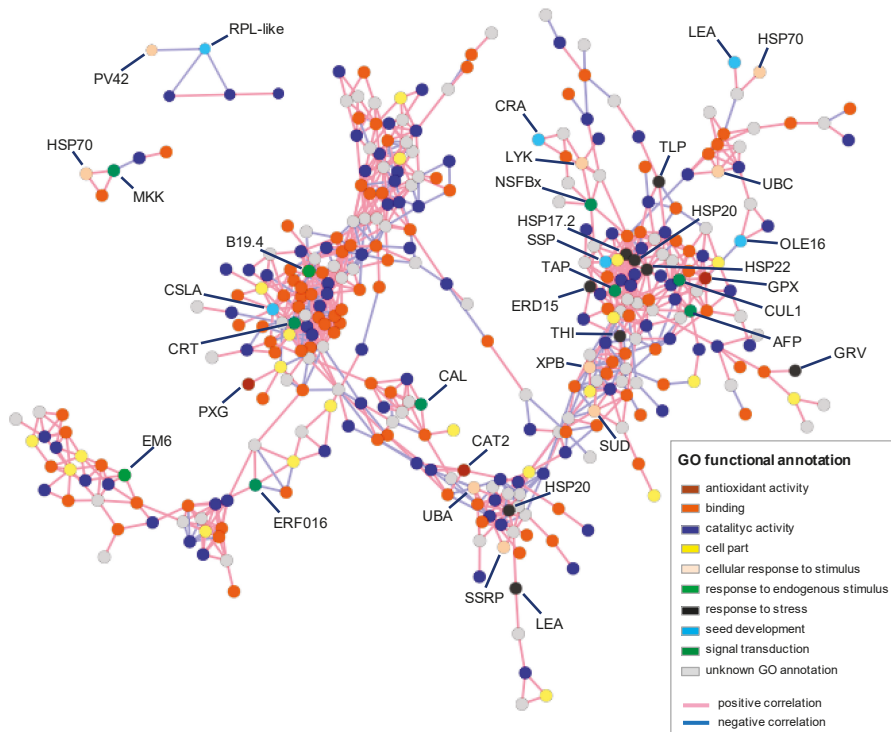 RPL-like
PV42
HSP70
MKK
LEA
HSP70
CRA
LYK
NSFBx
TLP
UBC
HSP17.2
HSP20
SSP
OLE16
B19.4
TAP
HSP22
GPX
CSLA
ERD15
CUL1
THI
AFP
CRT
XPB
GRV
PXG
CAL
EM6
CAT2
SUD
UBA
HSP20
ERF016
SSRP
LEA
GO functional annotation
antioxidant activity
binding
catalityc activity
cell part
cellular response to stimulus
response to endogenous stimulus
response to stress
seed development
signal transduction
unknown GO annotation
positive correlation
negative correlation